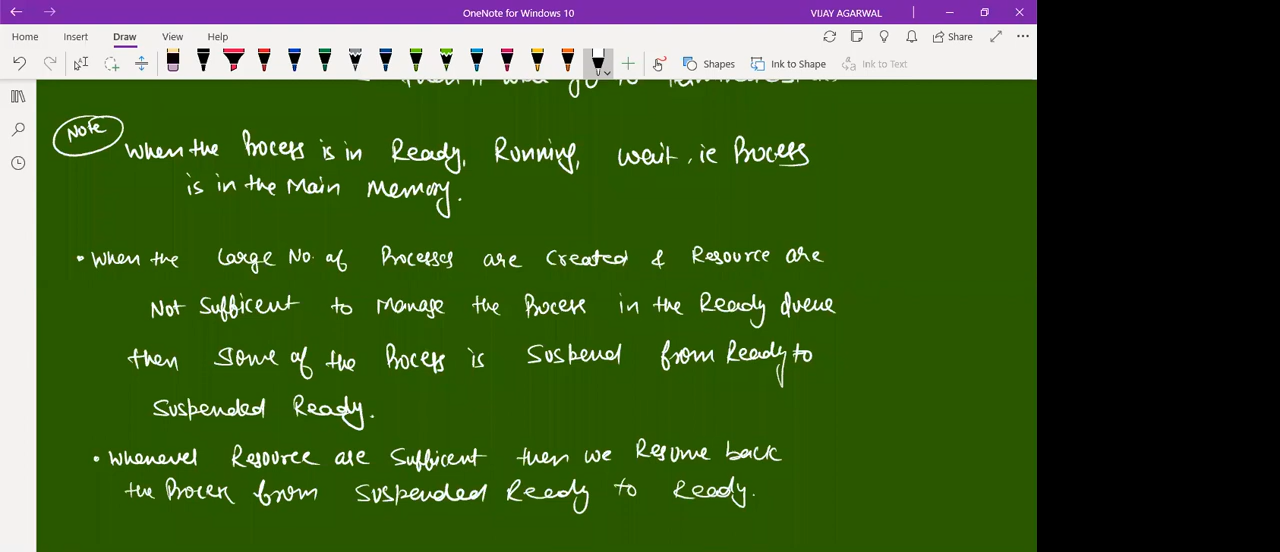 OneNote for Windows 10
VIJAY AGARWAL
Home Insert Draw View Help
Share
Shapes Ink to Shape Ink to Text
Note
When the Process is in Ready, Running, wait, ie Process
is in the Main Memory.
• When the Large No. of Processes are Created & Resource are
Not Sufficent to Manage the Process in the Ready Queue
then Some of the Process is Suspend from Ready to
Suspended Ready.
• Whenever Resource are Sufficent then we Resume back
the Process from Suspended Ready to Ready.